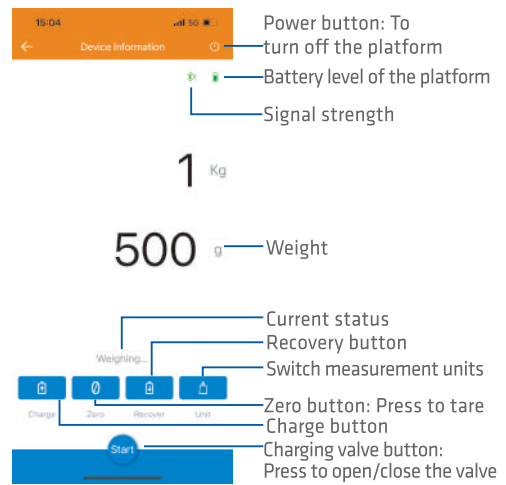 15:04
5G
Device Information
Power button: To
turn off the platform
Battery level of the platform
Signal strength
1 Kg
500 g
Weight
Current status
Recovery button
Weighing...
Switch measurement units
Charge
Zero
Recover
Unit
Zero button: Press to tare
Charge button
Start
Charging valve button:
Press to open/close the valve